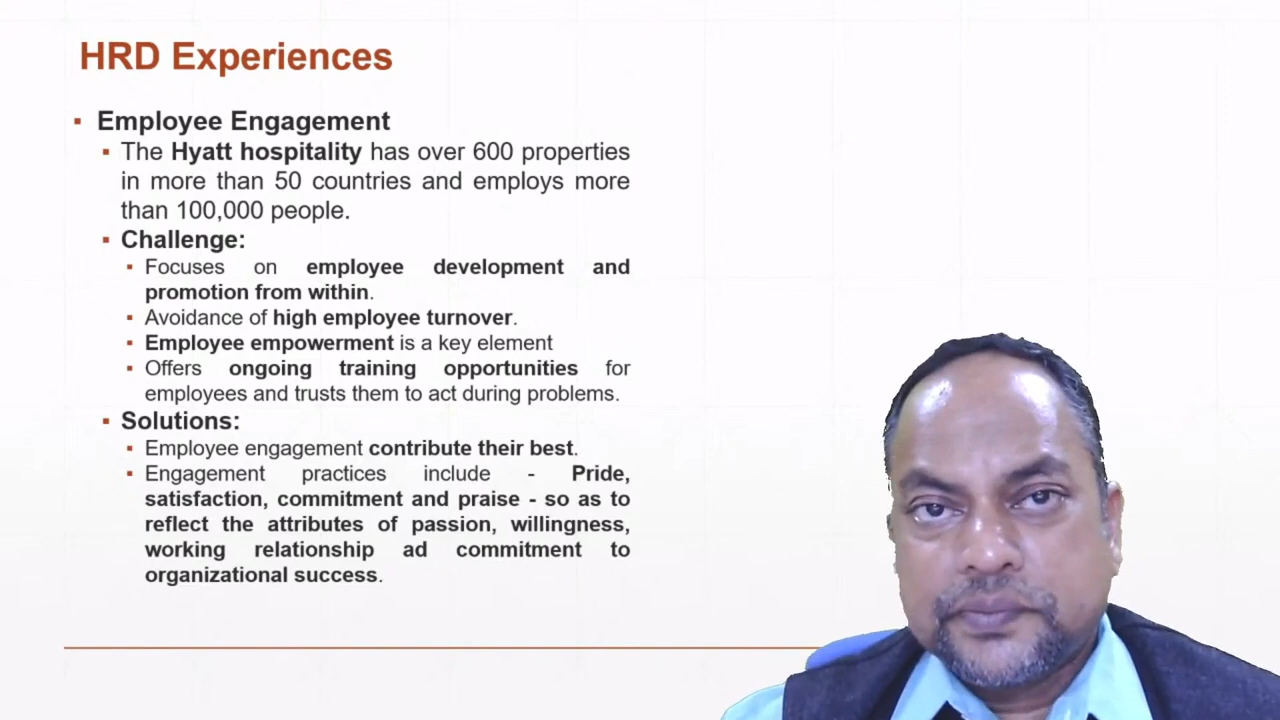 HRD Experiences
▪ Employee Engagement
▪ The Hyatt hospitality has over 600 properties
in more than 50 countries and employs more
than 100,000 people.
▪ Challenge:
▪ Focuses on employee development and
promotion from within.
▪ Avoidance of high employee turnover.
▪ Employee empowerment is a key element
▪ Offers ongoing training opportunities for
employees and trusts them to act during problems.
▪ Solutions:
▪ Employee engagement contribute their best.
▪ Engagement practices include - Pride,
satisfaction, commitment and praise - so as to
reflect the attributes of passion, willingness,
working relationship ad commitment to
organizational success.